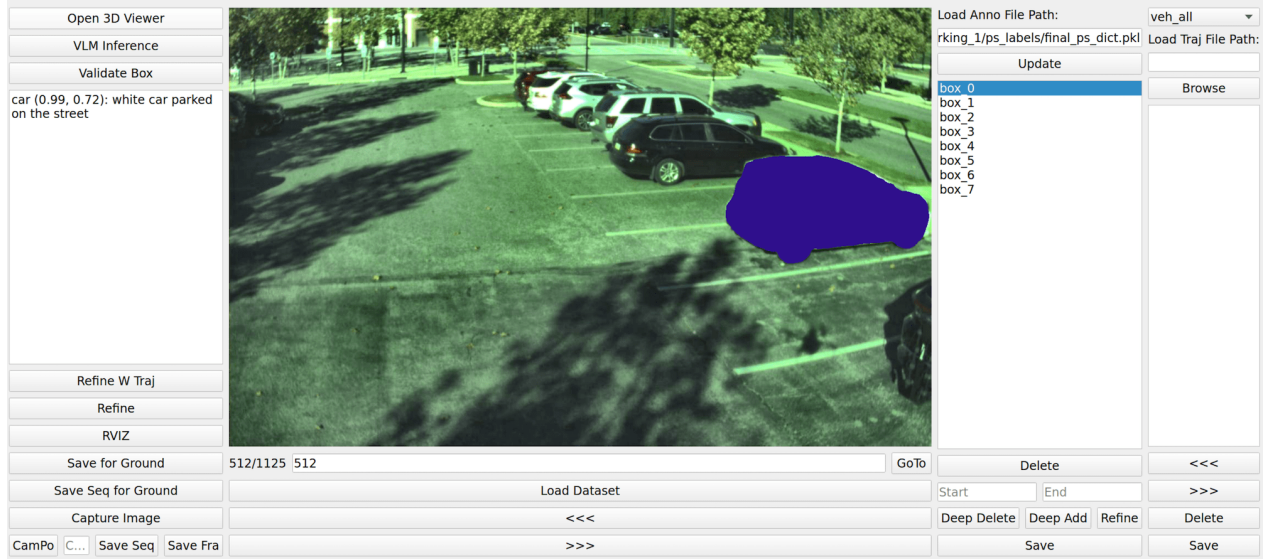 Open 3D Viewer
VLM Inference
Validate Box
car (0.99, 0.72): white car parked
on the street
Refine W Traj
Refine
RVIZ
Save for Ground
Save Seq for Ground
Capture Image
CamPo C... Save Seq Save Fra
512/1125 512 GoTo
Load Dataset
<<<
>>>
Load Anno File Path:
rking_1/ps_labels/final_ps_dict.pkl
Update
box_0
box_1
box_2
box_3
box_4
box_5
box_6
box_7
Delete
Start End
Deep Delete Deep Add Refine
Save
veh_all
Load Traj File Path:
Browse
<<<
>>>
Delete
Save